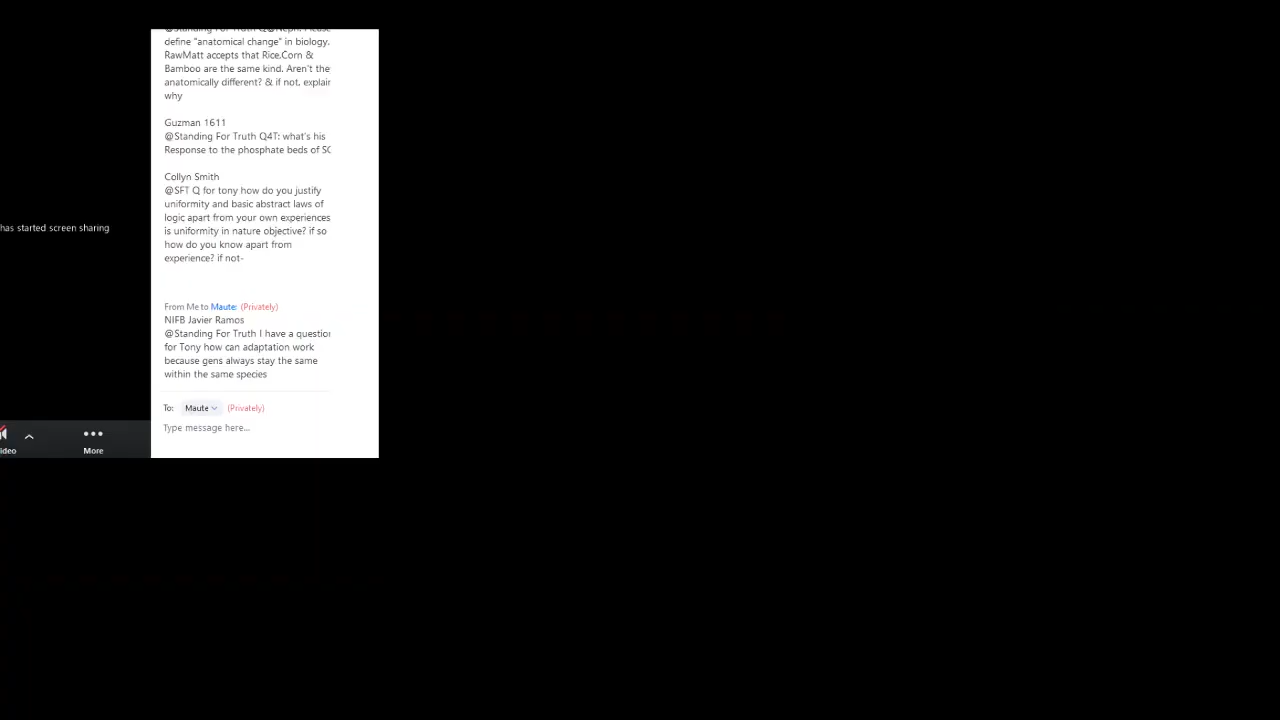 @Standing For Truth Q@Neph: Please
define "anatomical change" in biology.
RawMatt accepts that Rice,Corn &
Bamboo are the same kind. Aren't the
anatomically different? & if not, explair
why
Guzman 1611
@Standing For Truth Q4T: what's his
Response to the phosphate beds of SC
Collyn Smith
@SFT Q for tony how do you justify
uniformity and basic abstract laws of
logic apart from your own experiences
is uniformity in nature objective? if so
how do you know apart from
experience? if not-
has started screen sharing
From Me to Maute: (Privately)
NIFB Javier Ramos
@Standing For Truth I have a question
for Tony how can adaptation work
because gens always stay the same
within the same species
To: Maute (Privately)
Type message here...
ideo
More